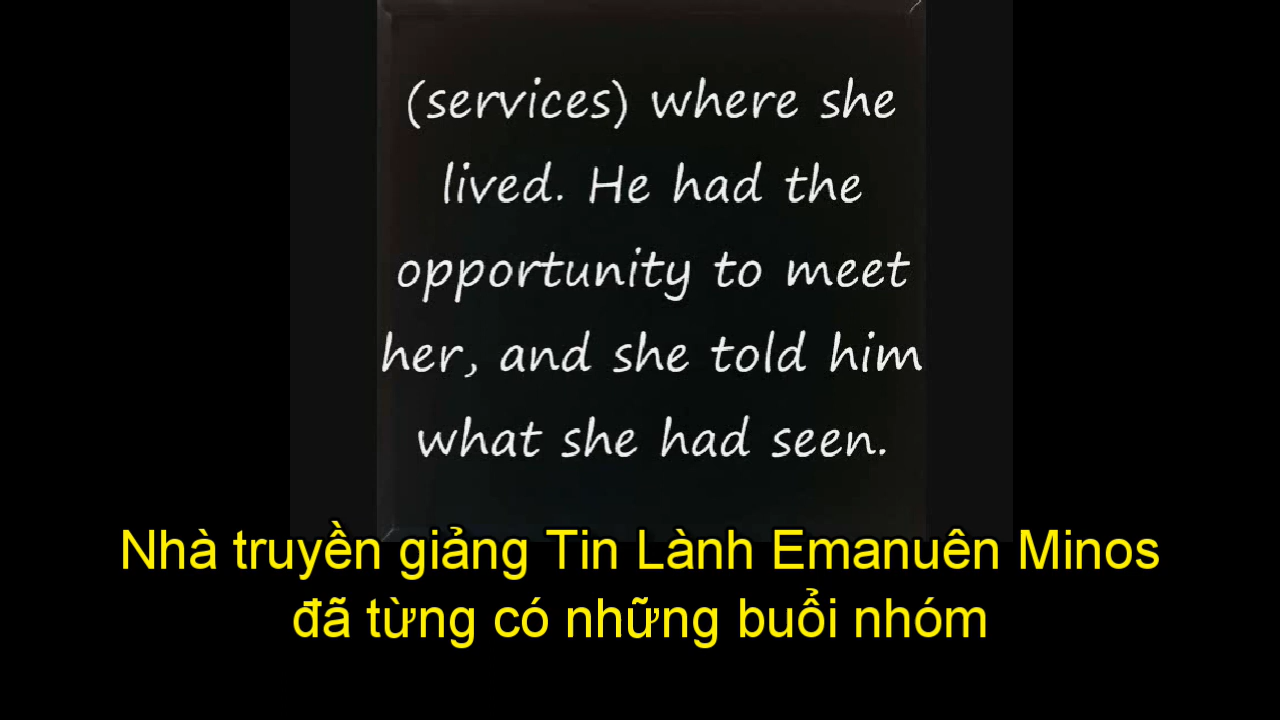 (services) where she
lived. He had the
opportunity to meet
her, and she told him
what she had seen.
Nhà truyền giảng Tin Lành Emanuên Minos
đã từng có những buổi nhóm